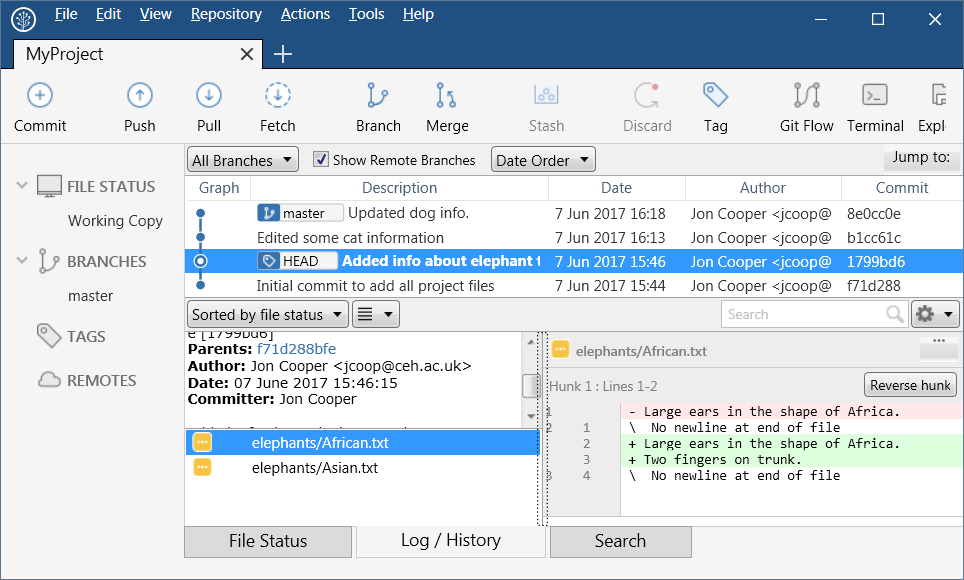 File Edit View Repository Actions Tools Help
MyProject
Commit Push Pull Fetch Branch Merge Stash Discard Tag Git Flow Terminal Expl
FILE STATUS
Working Copy
BRANCHES
master
TAGS
REMOTES
All Branches Show Remote Branches Date Order Jump to:
Graph Description Date Author Commit
master Updated dog info. 7 Jun 2017 16:18 Jon Cooper <jcoop@ 8e0cc0e
Edited some cat information 7 Jun 2017 16:13 Jon Cooper <jcoop@ b1cc61c
HEAD Added info about elephant t 7 Jun 2017 15:46 Jon Cooper <jcoop@ 1799bd6
Initial commit to add all project files 7 Jun 2017 15:44 Jon Cooper <jcoop@ f71d288
Sorted by file status Search
e [1799bd6]
Parents: f71d288bfe
Author: Jon Cooper <jcoop@ceh.ac.uk>
Date: 07 June 2017 15:46:15
Committer: Jon Cooper
elephants/African.txt
elephants/Asian.txt
elephants/African.txt
Hunk 1 : Lines 1-2 Reverse hunk
1 - Large ears in the shape of Africa.
2 1 \ No newline at end of file
2 + Large ears in the shape of Africa.
3 + Two fingers on trunk.
3 4 \ No newline at end of file
File Status Log / History Search